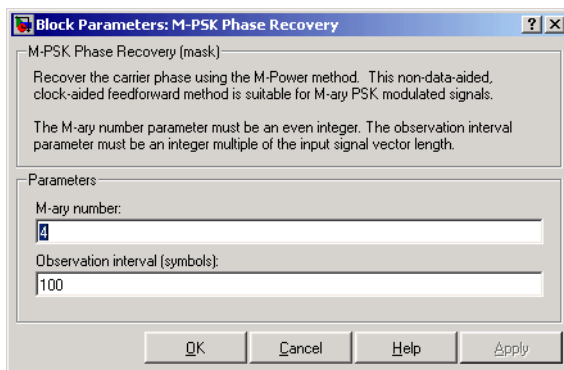 Block Parameters: M-PSK Phase Recovery
M-PSK Phase Recovery (mask)
Recover the carrier phase using the M-Power method. This non-data-aided,
clock-aided feedforward method is suitable for M-ary PSK modulated signals.
The M-ary number parameter must be an even integer. The observation interval
parameter must be an integer multiple of the input signal vector length.
Parameters
M-ary number:
4
Observation interval (symbols):
100
OK Cancel Help Apply